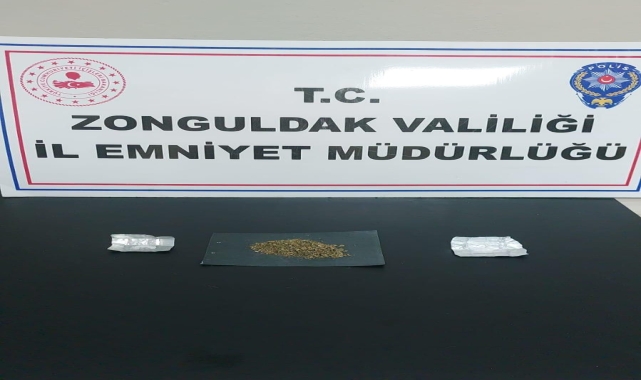 T.C.
ZONGULDAK VALİLİĞİ
İL EMNİYET MÜDÜRLÜĞÜ
POLİS